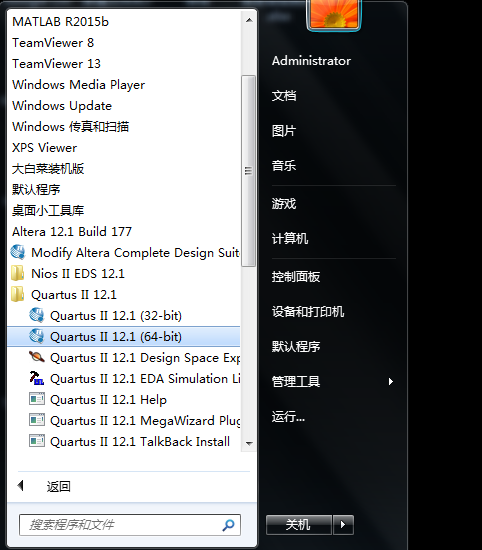 MATLAB R2015b
TeamViewer 8
TeamViewer 13
Windows Media Player
Windows Update
Windows 传真和扫描
XPS Viewer
大白菜装机版
默认程序
桌面小工具库
Altera 12.1 Build 177
Modify Altera Complete Design Suit
Nios II EDS 12.1
Quartus II 12.1
Quartus II 12.1 (32-bit)
Quartus II 12.1 (64-bit)
Quartus II 12.1 Design Space Exp
Quartus II 12.1 EDA Simulation Li
Quartus II 12.1 Help
Quartus II 12.1 MegaWizard Plug
Quartus II 12.1 TalkBack Install
返回
搜索程序和文件
Administrator
文档
图片
音乐
游戏
计算机
控制面板
设备和打印机
默认程序
管理工具
运行...
关机